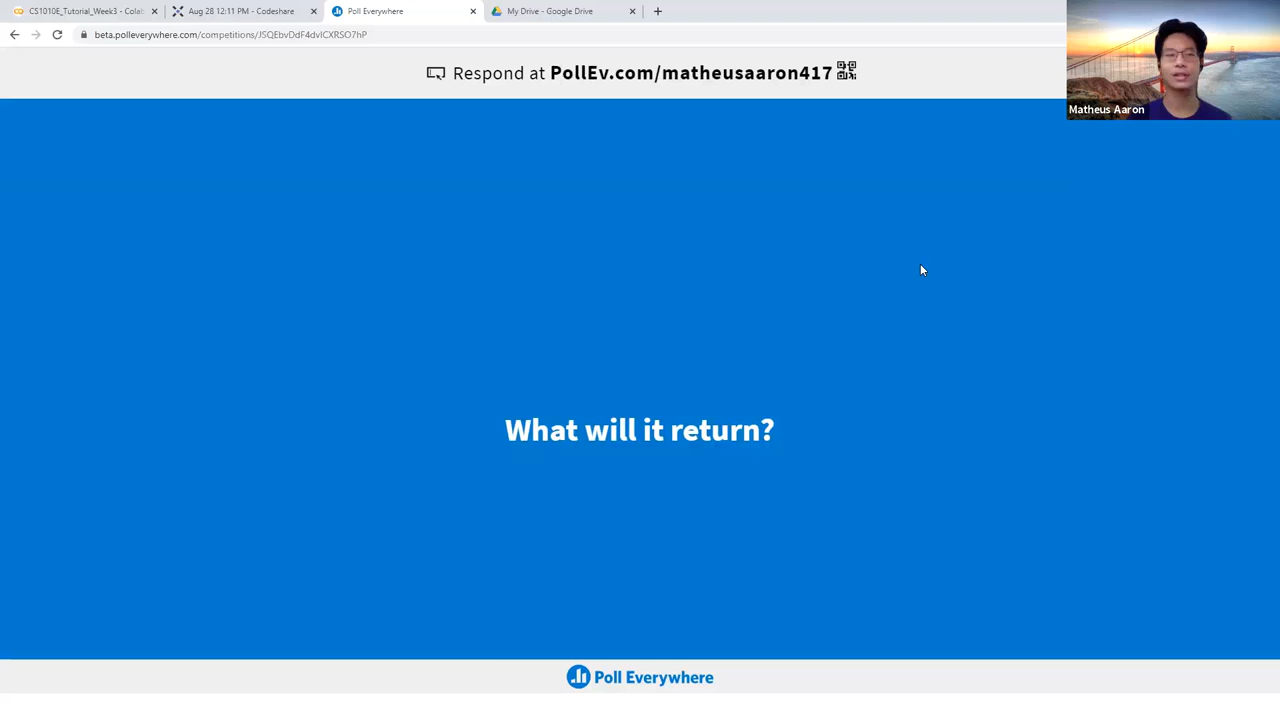 CS1010E_Tutorial_Week3 - Colab
Aug 28 12:11 PM - Codeshare
Poll Everywhere
My Drive - Google Drive
Respond at PollEv.com/matheusaaron417
Matheus Aaron
What will it return?
Poll Everywhere